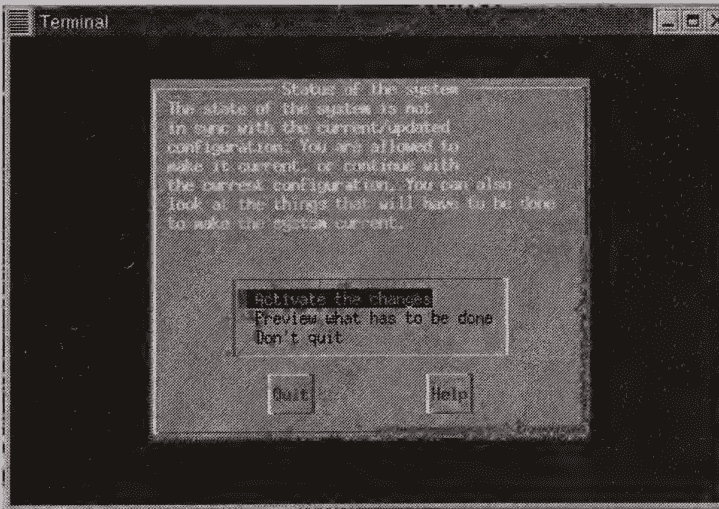 Terminal
Status of the system
The state of the system is not
in sync with the current/updated
configuration. You are allowed to
make it current, or continue with
the current configuration. You can also
look at the things that will have to be done
to make the system current.
Activate the changes
Preview what has to be done
Don't quit
Quit
Help